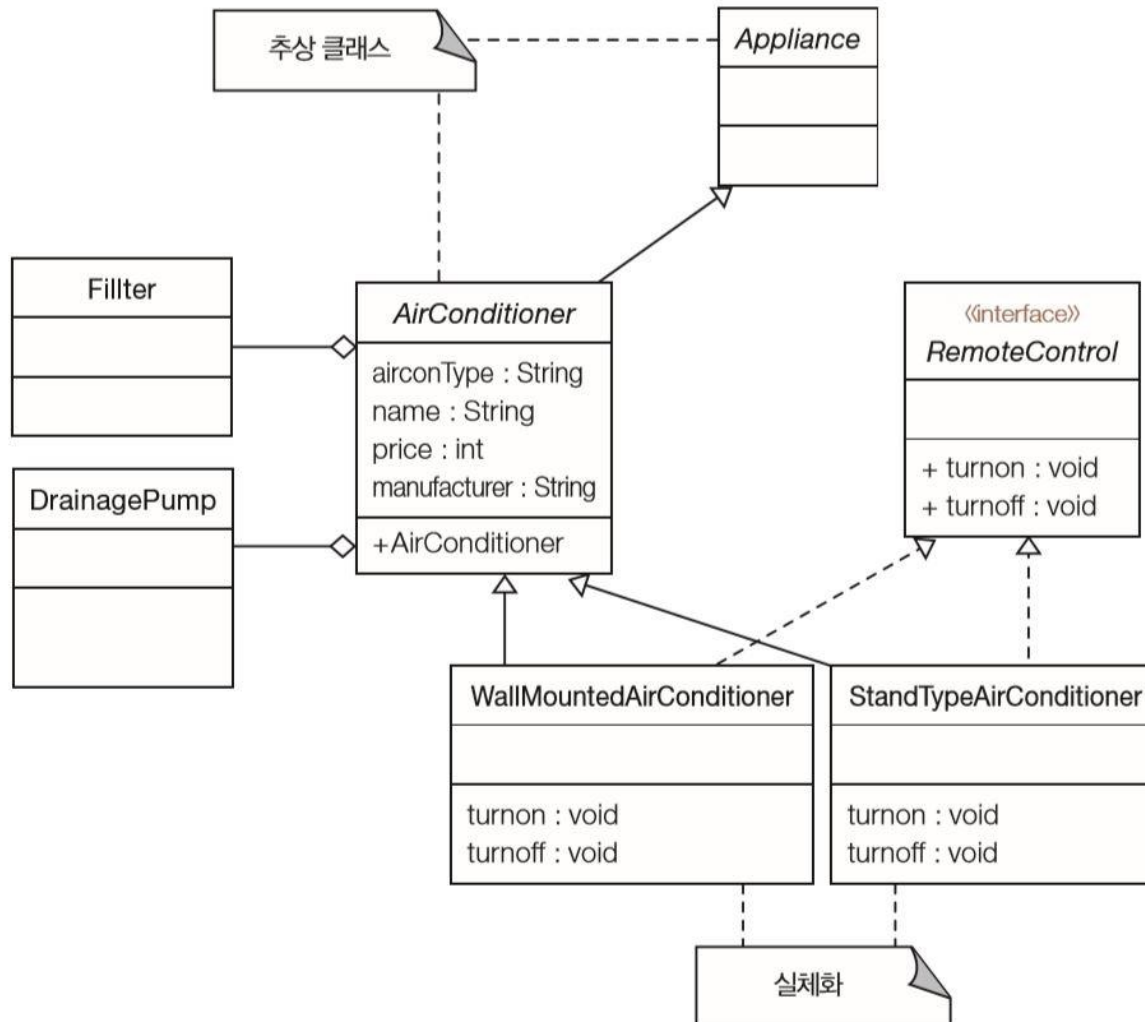 추상 클래스
Appliance
Fillter
AirConditioner
airconType : String
name : String
price : int
manufacturer : String
+AirConditioner
DrainagePump
«interface»
RemoteControl
+ turnon : void
+ turnoff : void
WallMountedAirConditioner
turnon : void
turnoff : void
StandTypeAirConditioner
turnon : void
turnoff : void
실체화